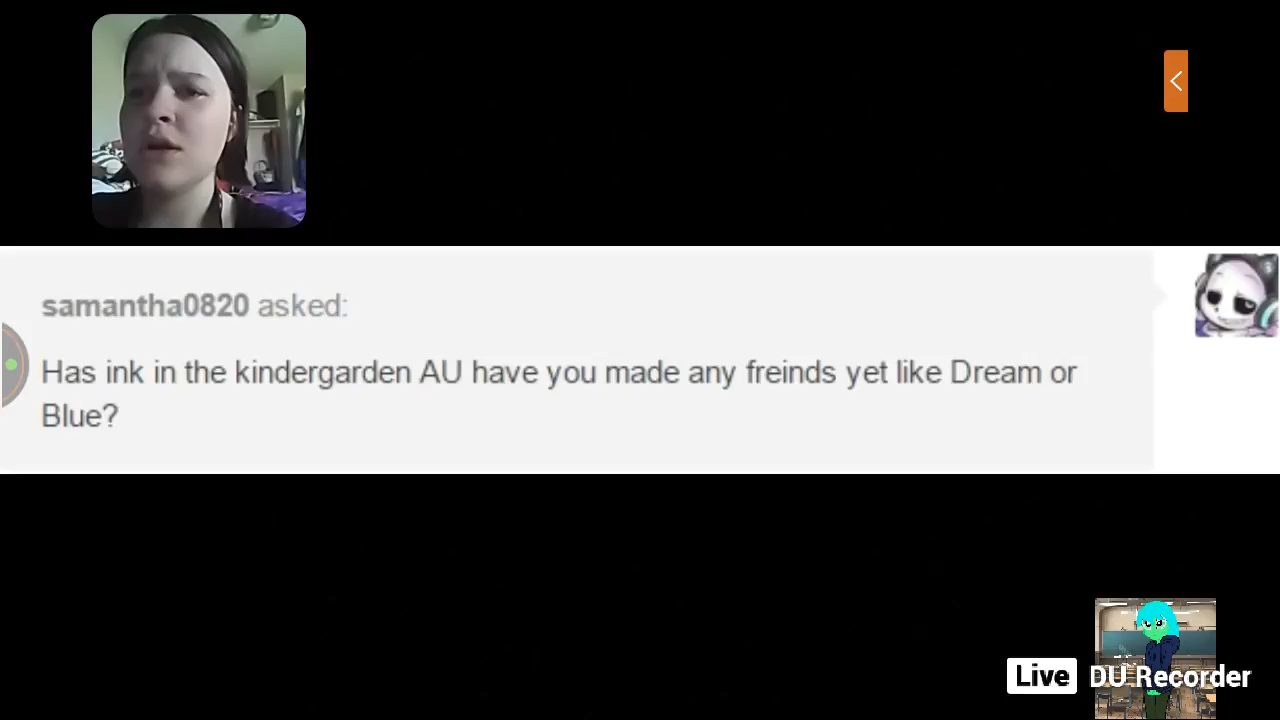 samantha0820 asked:
Has ink in the kindergarden AU have you made any freinds yet like Dream or
Blue?
Live DU Recorder